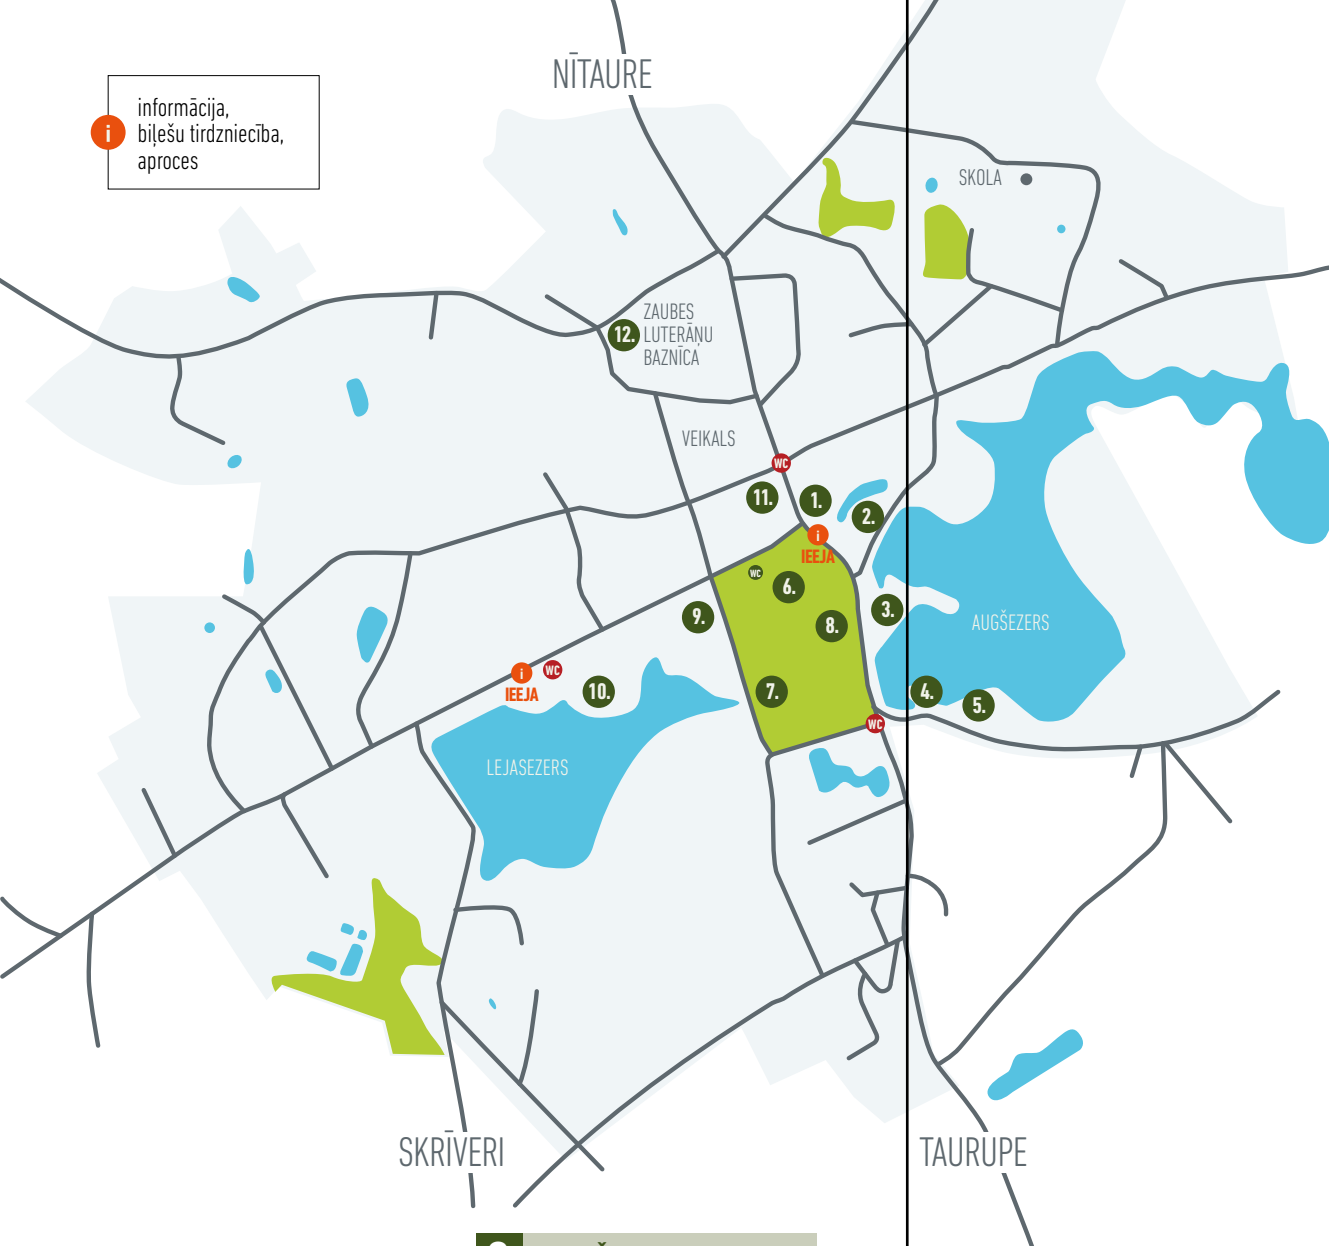 NĪTAURE
i
informācija,
biļešu tirdzniecība,
aproces
SKOLA
12.
ZAUBES
LUTERĀŅU
BAZNĪCA
VEIKALS
WC
11.
1.
2.
i
IEEJA
WC
6.
9.
8.
3.
AUGŠEZERS
i
WC
IEEJA
10.
7.
4.
5.
WC
LEJASEZERS
SKRĪVERI
TAURUPE